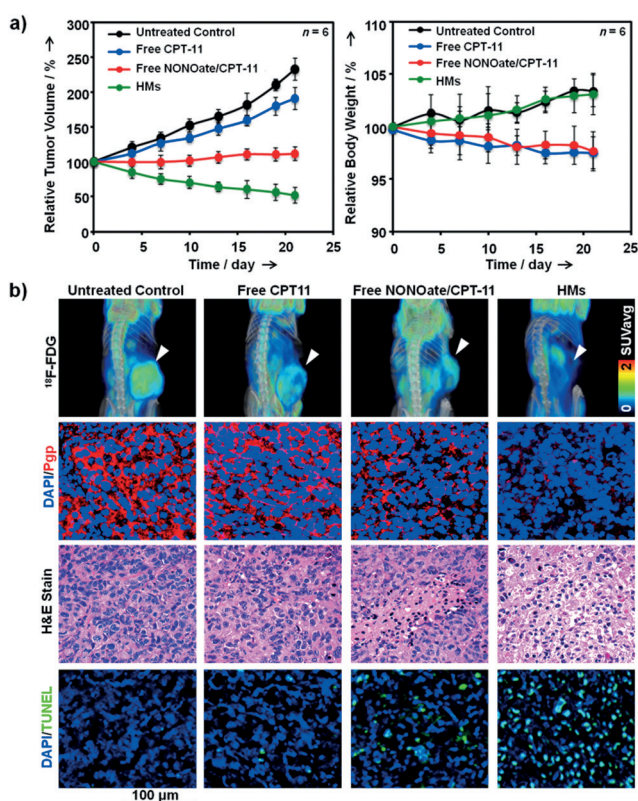 a)
n = 6
Untreated Control
Free CPT-11
Free NONOate/CPT-11
HMs
Relative Tumor Volume / % →
300
250
200
150
100
50
0
0 5 10 15 20 25
Time / day →
n = 6
Untreated Control
Free CPT-11
Free NONOate/CPT-11
HMs
Relative Body Weight / % →
110
105
100
95
90
0 5 10 15 20 25
Time / day →
b)
Untreated Control Free CPT11 Free NONOate/CPT-11 HMs
18F-FDG
0 2 SUVavg
DAPI/Pgp
H&E Stain
DAPI/TUNEL
100 μm